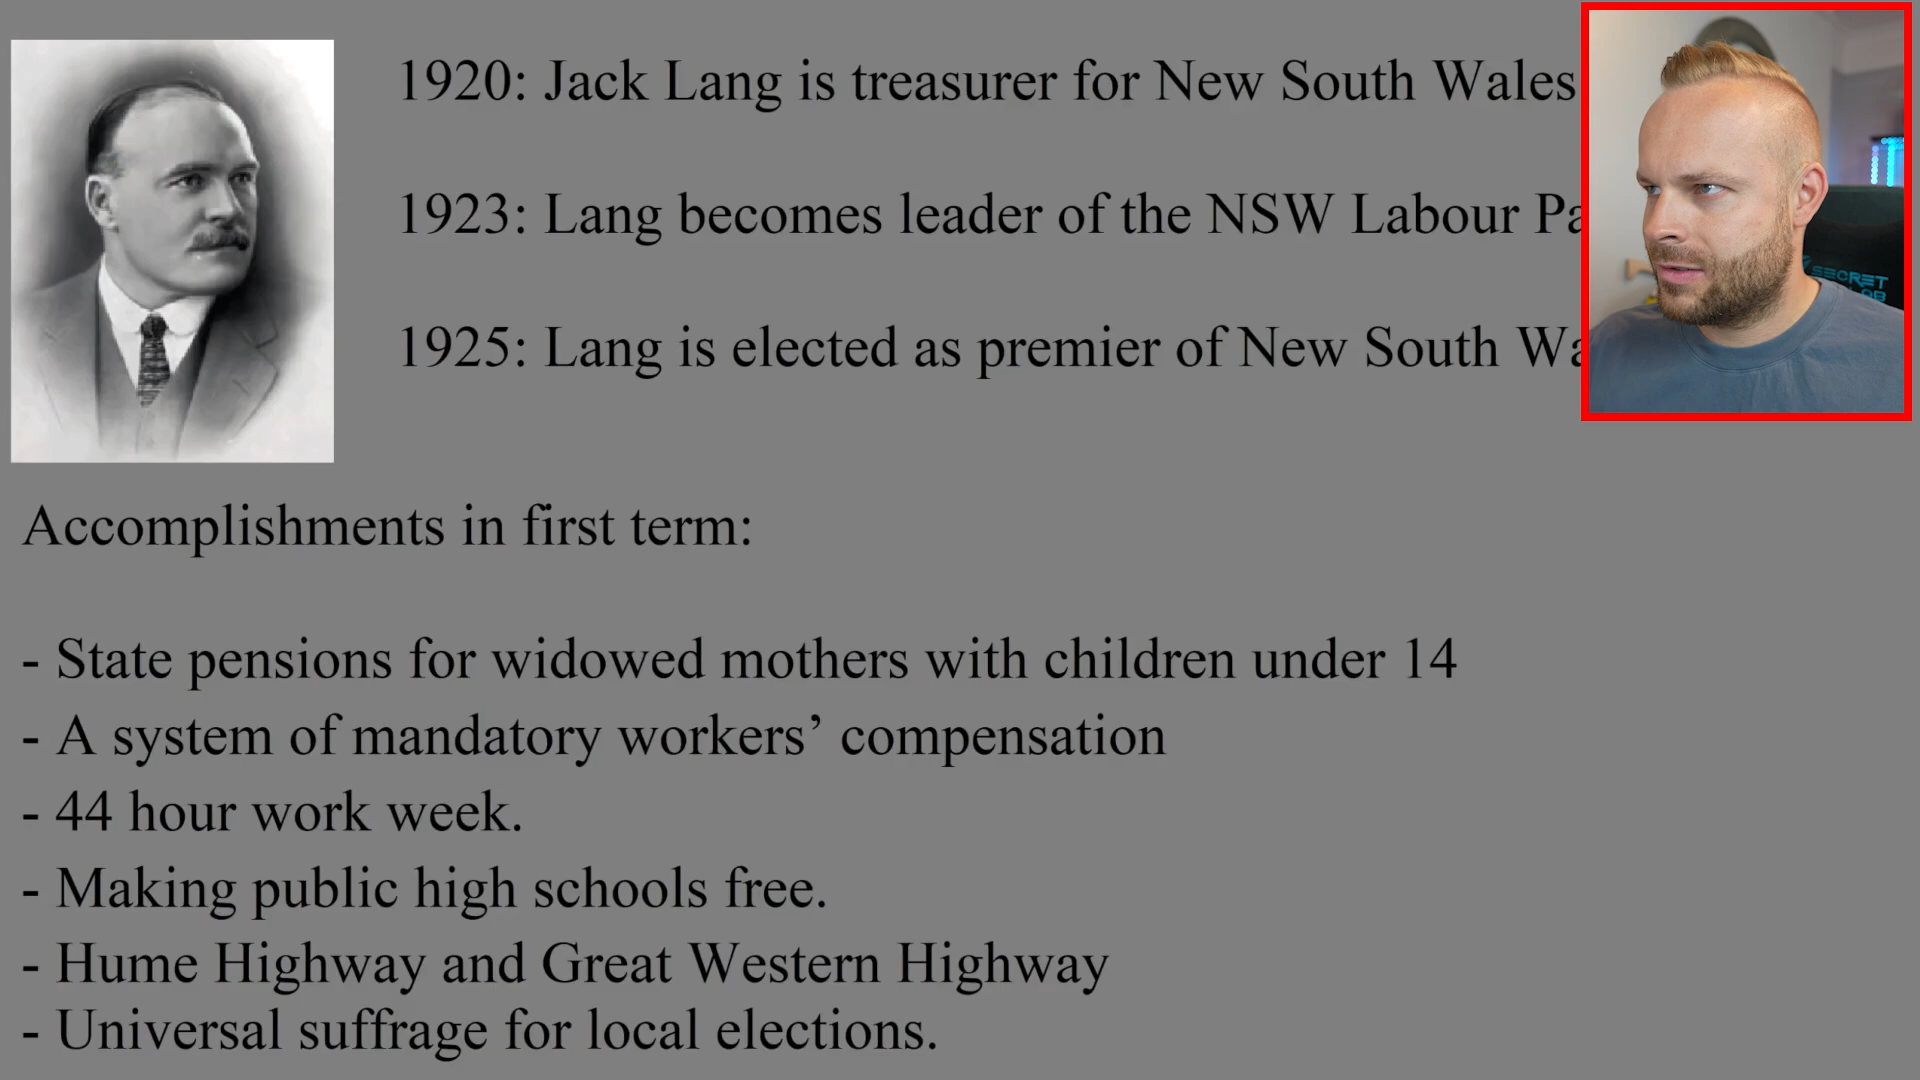 1920: Jack Lang is treasurer for New South Wales
1923: Lang becomes leader of the NSW Labour
1925: Lang is elected as premier of New South
Accomplishments in first term:
- State pensions for widowed mothers with children under 14
- A system of mandatory workers’ compensation
- 44 hour work week.
- Making public high schools free.
- Hume Highway and Great Western Highway
- Universal suffrage for local elections.
SECRET
LAB